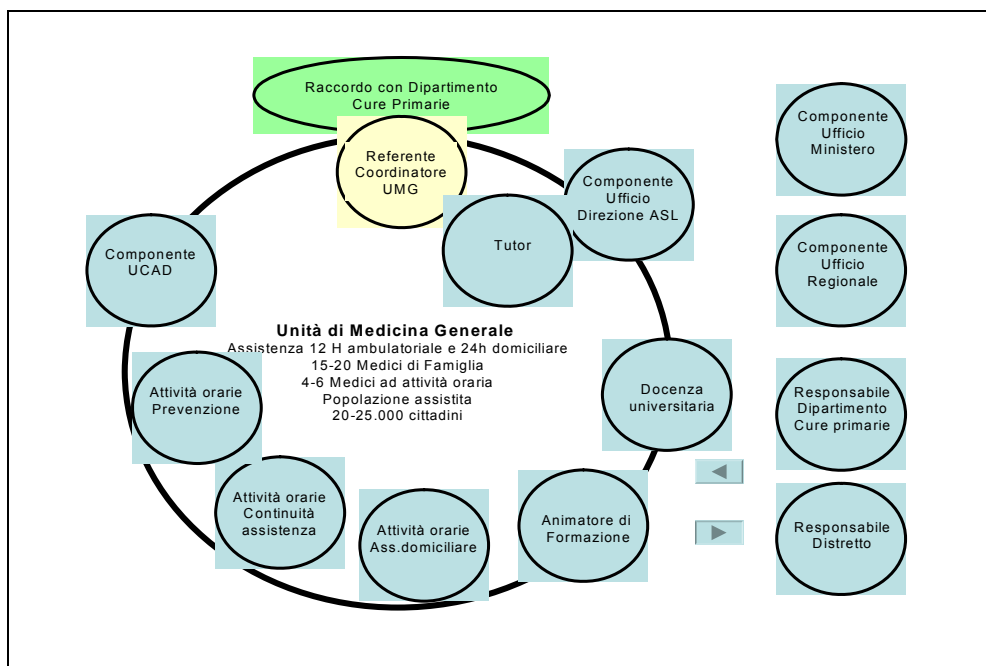 Raccordo con Dipartimento
Cure Primarie
Referente
Coordinatore
UMG
Componente
Ufficio
Direzione ASL
Tutor
Componente
UCAD
Unità di Medicina Generale
Assistenza 12 H ambulatoriale e 24h domiciliare
15-20 Medici di Famiglia
4-6 Medici ad attività oraria
Popolazione assistita
20-25.000 cittadini
Attività orarie
Prevenzione
Docenza
universitaria
Attività orarie
Continuità
assistenza
Attività orarie
Ass.domiciliare
Animatore di
Formazione
Componente
Ufficio
Ministero
Componente
Ufficio
Regionale
Responsabile
Dipartimento
Cure primarie
Responsabile
Distretto